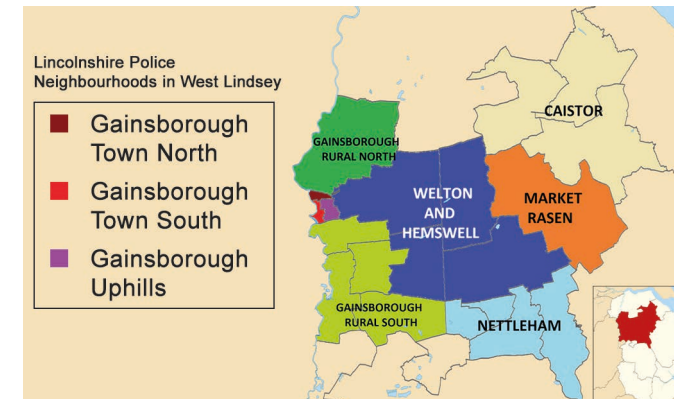 Lincolnshire Police
Neighbourhoods in West Lindsey
Gainsborough
Town North
Gainsborough
Town South
Gainsborough
Uphills
CAISTOR
GAINSBOROUGH
RURAL NORTH
WELTON
AND
HEMSWELL
MARKET
RASEN
GAINSBOROUGH
RURAL SOUTH
NETTLEHAM